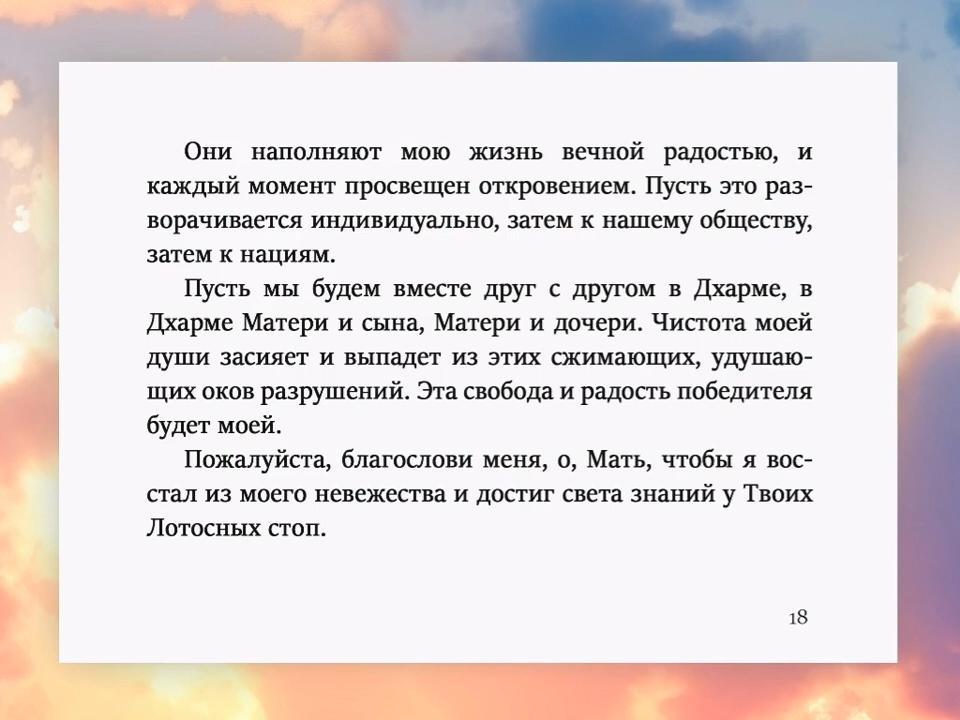 Они наполняют мою жизнь вечной радостью, и
каждый момент просвещен откровением. Пусть это раз-
ворачивается индивидуально, затем к нашему обществу,
затем к нациям.
Пусть мы будем вместе друг с другом в Дхарме, в
Дхарме Матери и сына, Матери и дочери. Чистота моей
души засияет и выпадет из этих сжимающих, удушаю-
щих оков разрушений. Эта свобода и радость победителя
будет моей.
Пожалуйста, благослови меня, о, Мать, чтобы я вос-
стал из моего невежества и достиг света знаний у Твоих
Лотосных стоп.
18